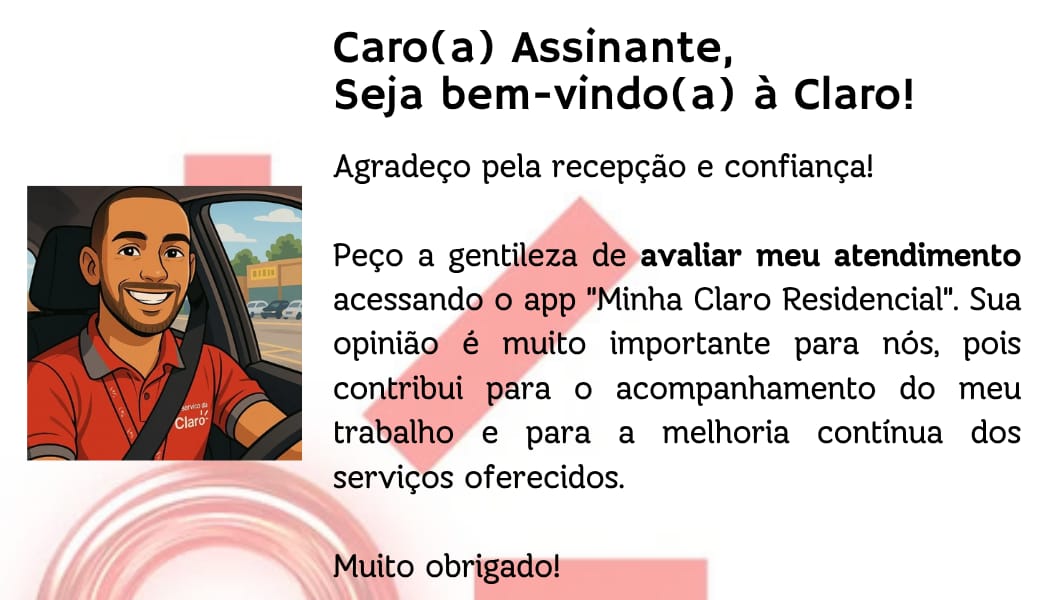 Caro(a) Assinante,
Seja bem-vindo(a) à Claro!
Agradeço pela recepção e confiança!
Peço a gentileza de avaliar meu atendimento
acessando o app "Minha Claro Residencial". Sua
opinião é muito importante para nós, pois
contribui para o acompanhamento do meu
trabalho e para a melhoria contínua dos
serviços oferecidos.
Muito obrigado!
serviço da
Claro